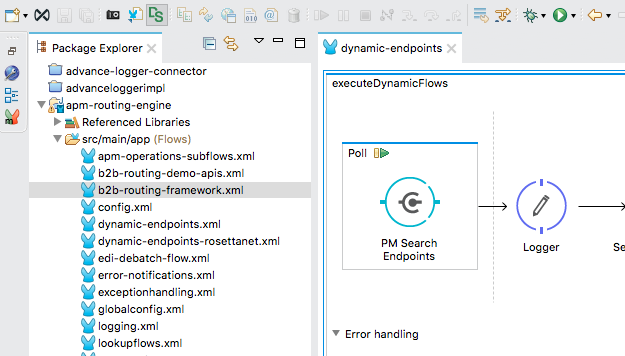 Package Explorer
advance-logger-connector
advanceloggerimpl
apm-routing-engine
Referenced Libraries
src/main/app (Flows)
apm-operations-subflows.xml
b2b-routing-demo-apis.xml
b2b-routing-framework.xml
config.xml
dynamic-endpoints.xml
dynamic-endpoints-rosettanet.xml
edi-debatch-flow.xml
error-notifications.xml
exceptionhandling.xml
globalconfig.xml
logging.xml
lookupflows.xml
dynamic-endpoints
executeDynamicFlows
Poll
PM Search
Endpoints
Logger
Se
Error handling